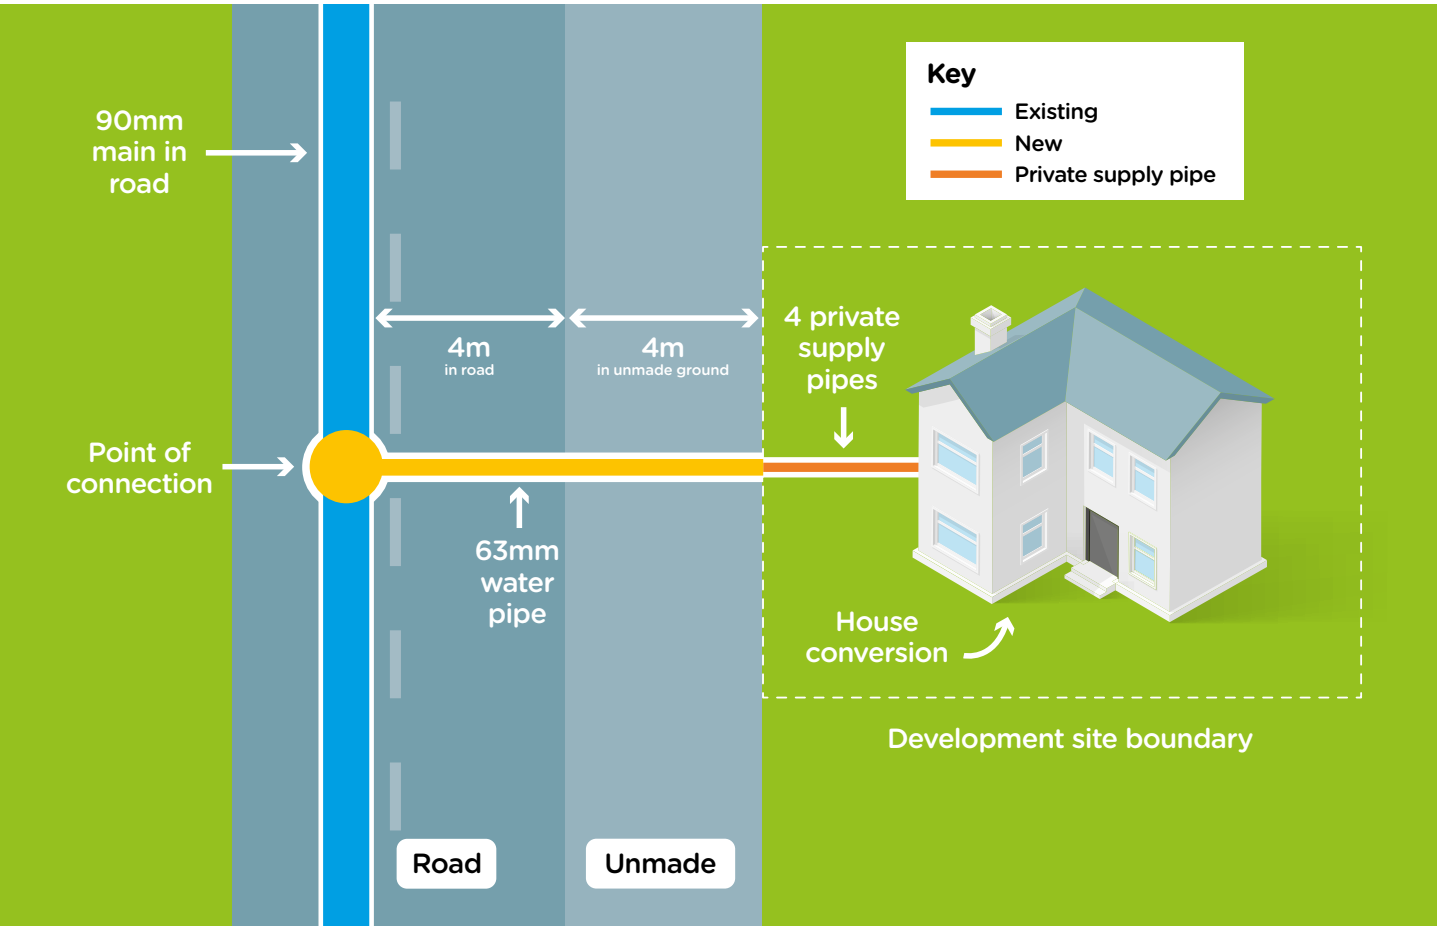 Key
Existing
New
Private supply pipe
90mm
main in
road
4m
in road
4m
in unmade ground
4 private
supply
pipes
Point of
connection
63mm
water
pipe
House
conversion
Development site boundary
Road
Unmade